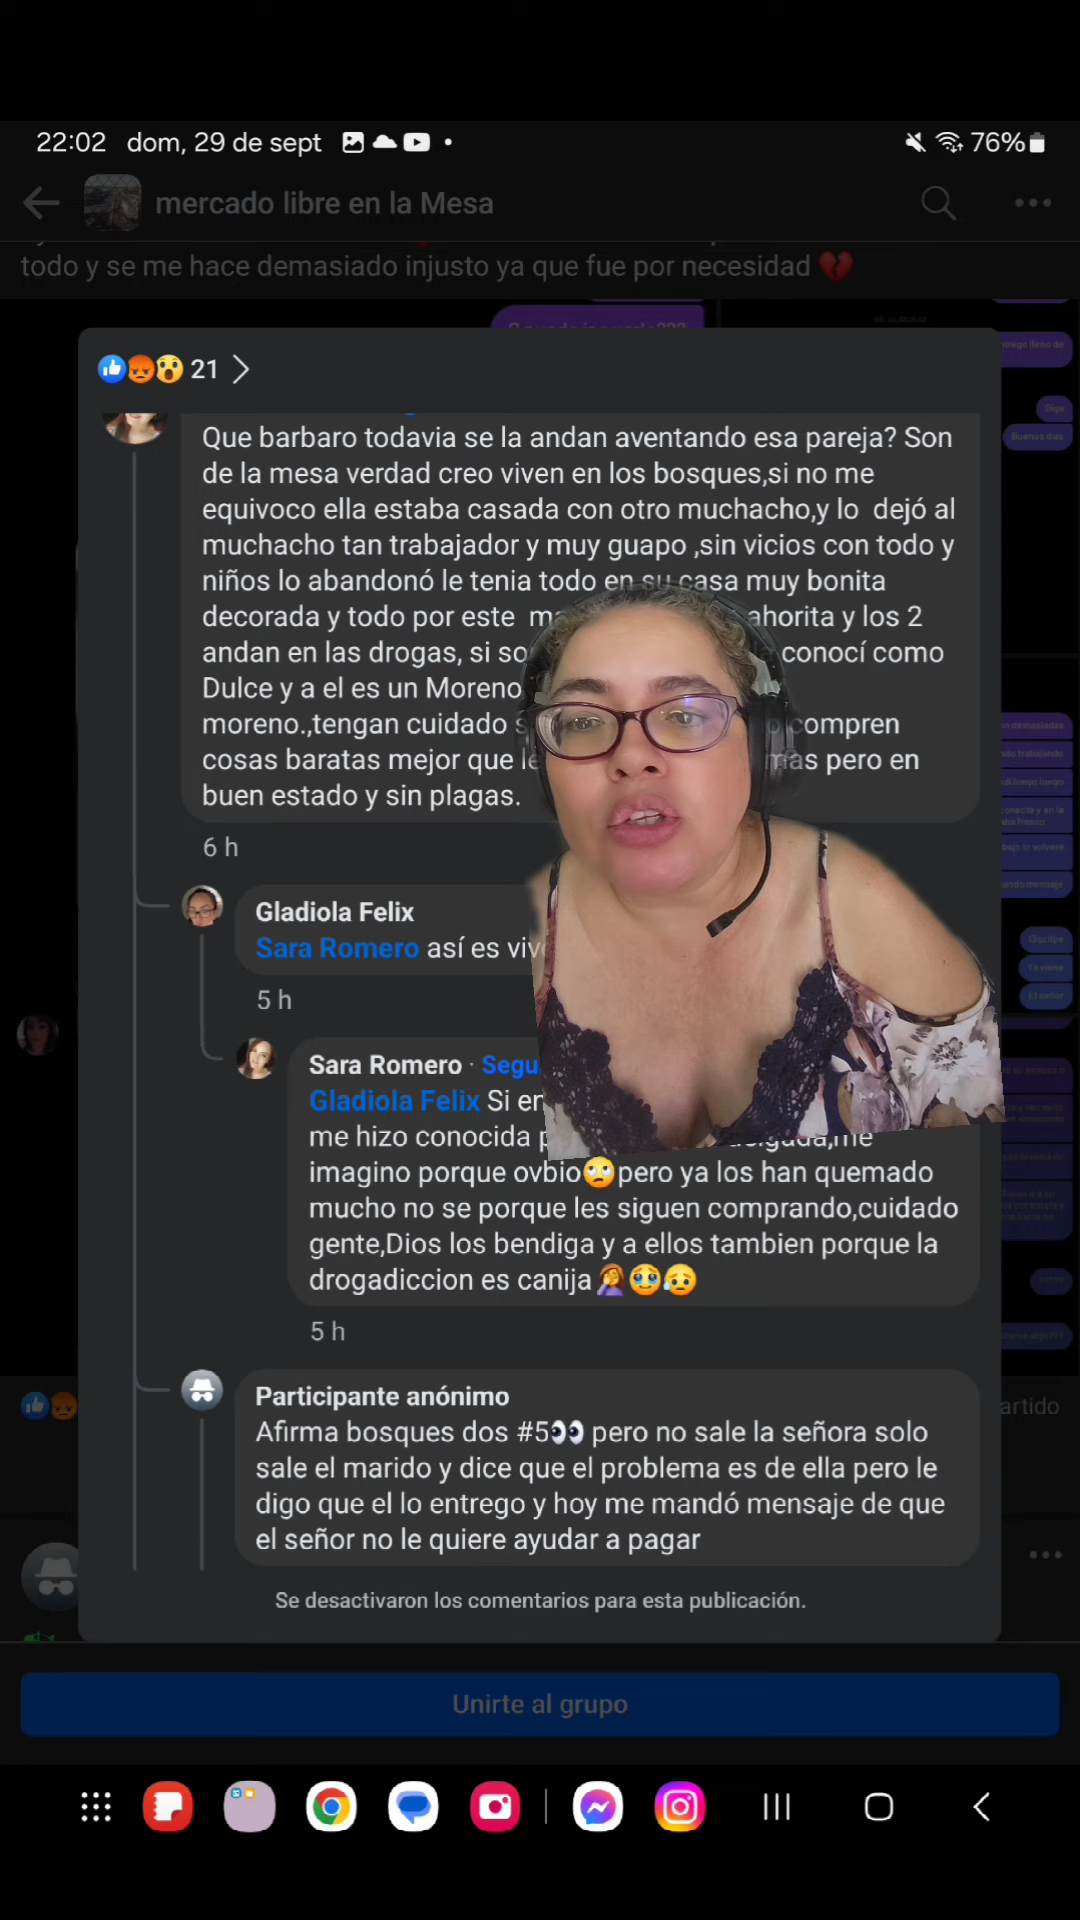 22:02 dom, 29 de sept
76%
mercado libre en la Mesa
todo y se me hace demasiado injusto ya que fue por necesidad 💔
21
Que barbaro todavia se la andan aventando esa pareja? Son
de la mesa verdad creo viven en los bosques,si no me
equivoco ella estaba casada con otro muchacho,y lo dejó al
muchacho tan trabajador y muy guapo ,sin vicios con todo y
niños lo abandonó le tenia todo en su casa muy bonita
decorada y todo por este ahorita y los 2
andan en las drogas, si conocí como
Dulce y a el es un Moreno
moreno.,tengan cuidado compren
cosas baratas mejor que mas pero en
buen estado y sin plagas.
6 h
Gladiola Felix
Sara Romero así es
5 h
Sara Romero ·
Gladiola Felix Si
me hizo conocida
imagino porque ovbio🙄pero ya los han quemado
mucho no se porque les siguen comprando,cuidado
gente,Dios los bendiga y a ellos tambien porque la
drogadiccion es canija🤦‍♀️🥹😥
5 h
Participante anónimo
Afirma bosques dos #5👀 pero no sale la señora solo
sale el marido y dice que el problema es de ella pero le
digo que el lo entrego y hoy me mandó mensaje de que
el señor no le quiere ayudar a pagar
Se desactivaron los comentarios para esta publicación.
Unirte al grupo